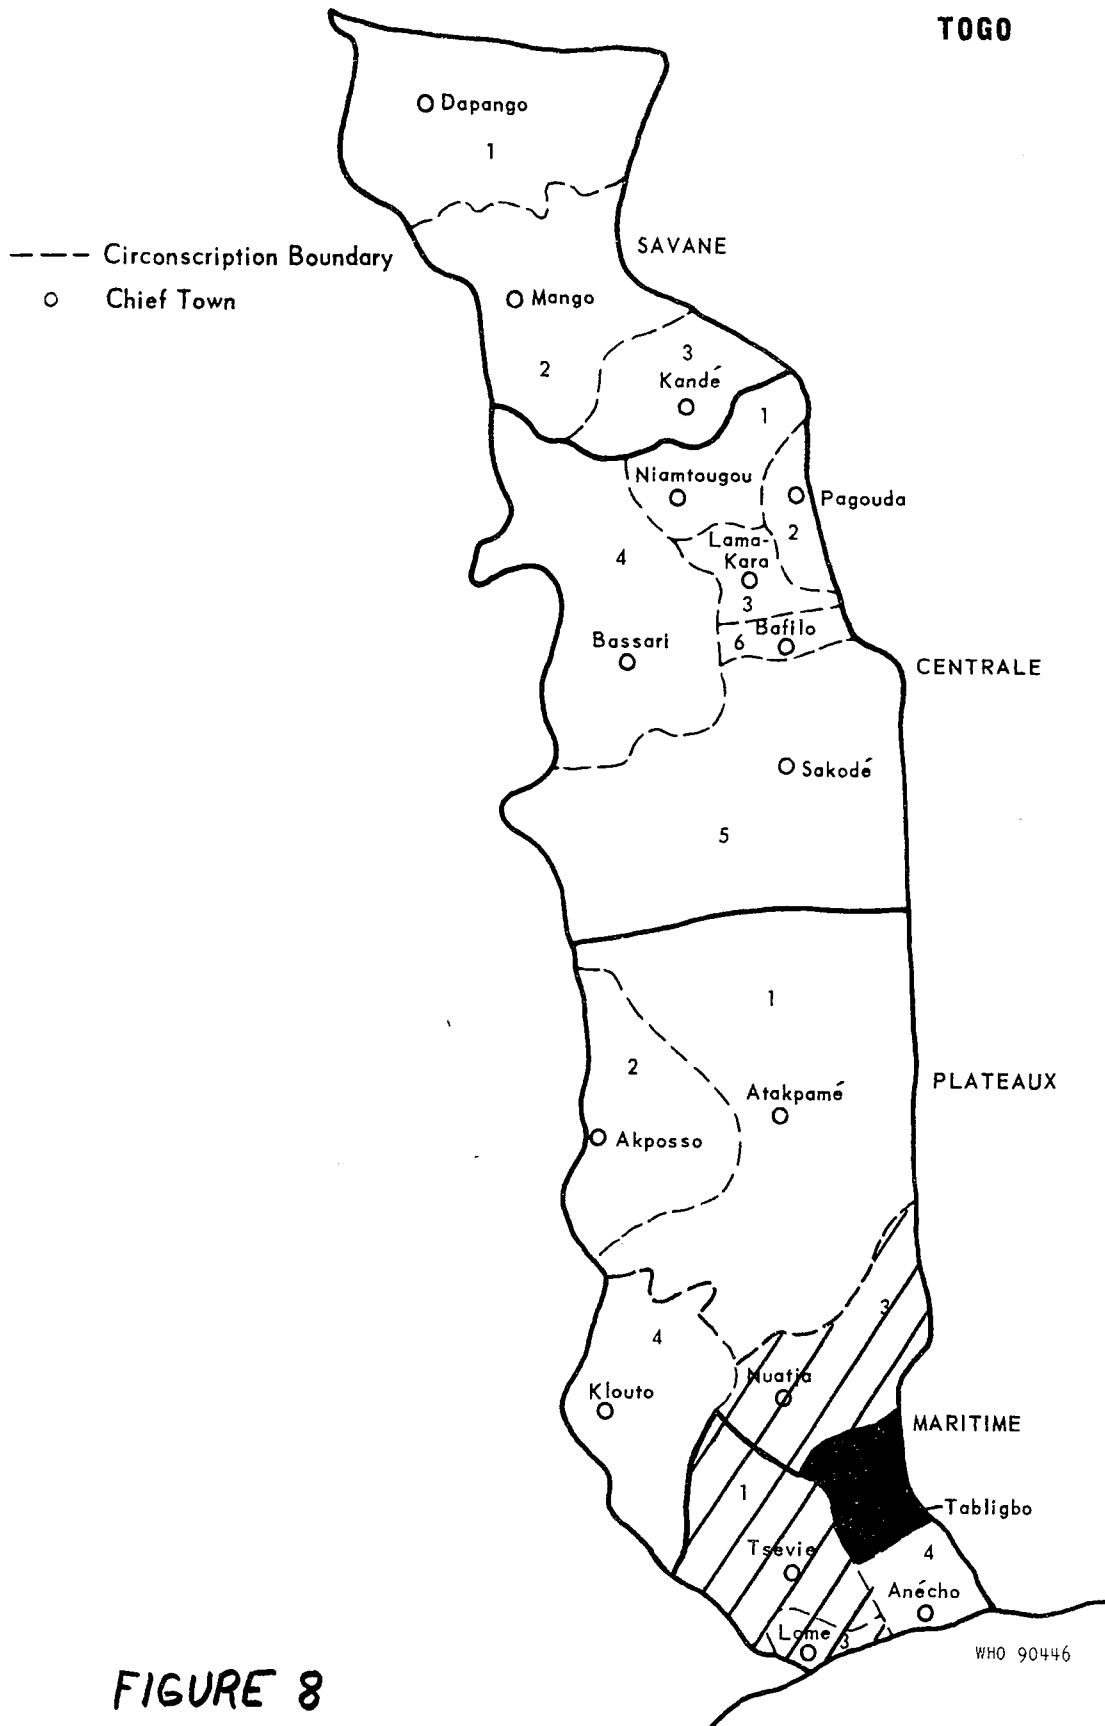 TOGO
Dapango
1
SAVANE
--- Circonscription Boundary
O Chief Town
Mango
2
3
Kandé
1
Niamtougou
Pagouda
2
4
Lama-
Kara
3
Bafilo
6
Bassari
CENTRALE
Sakodé
5
1
2
PLATEAUX
Atakpamé
Akposso
3
4
Nuatja
Klouto
MARITIME
1
Tabligbo
Tsevie
4
Anécho
Lome
3
WHO 90446
FIGURE 8